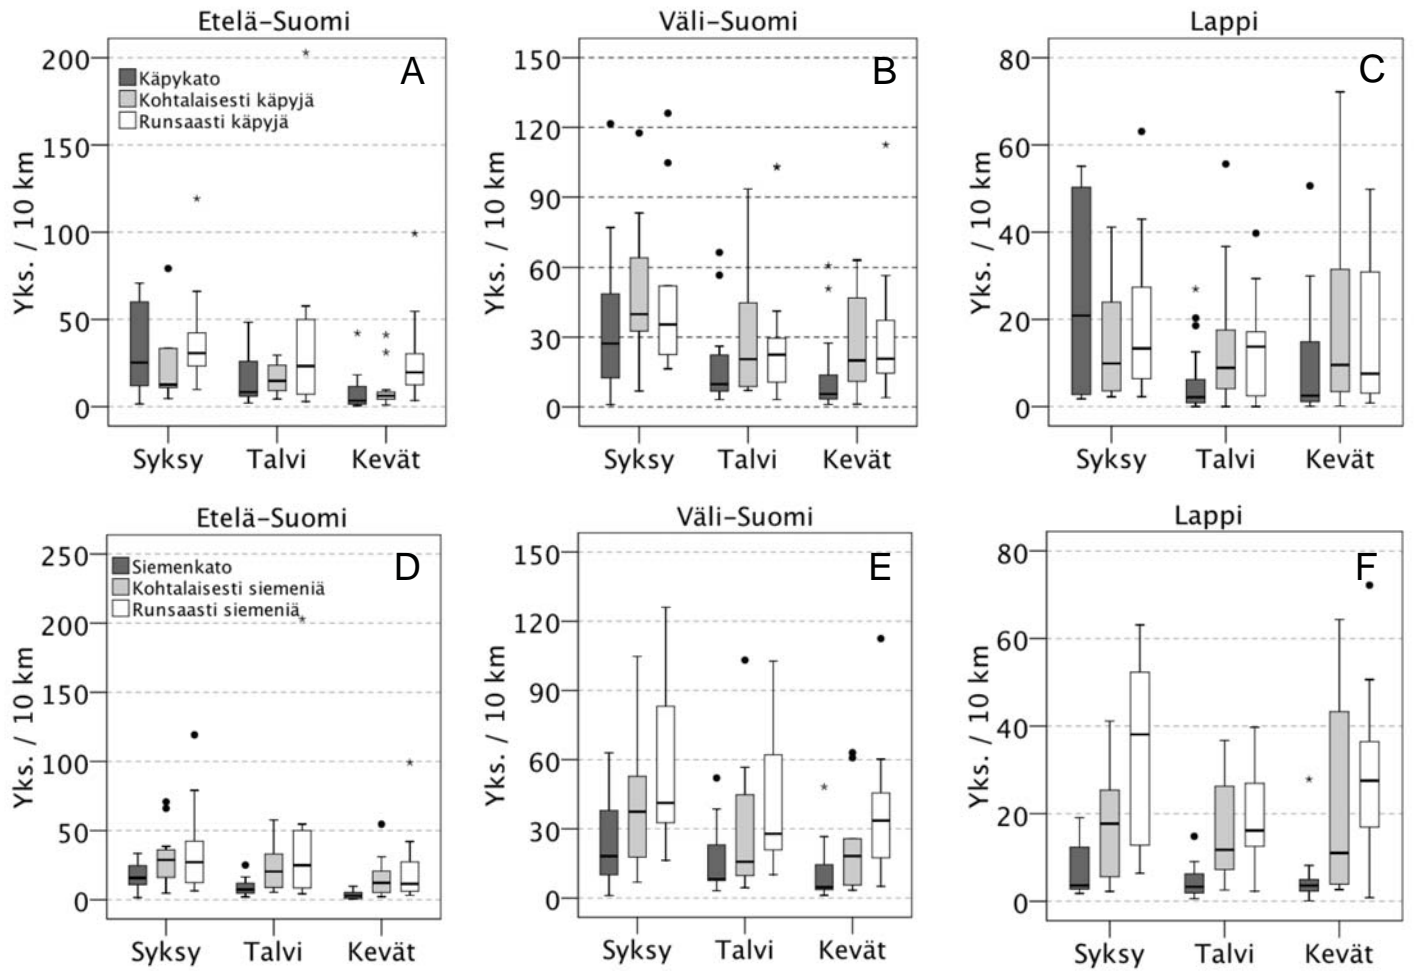 Etelä–Suomi
Väli–Suomi
Lappi
Yks. / 10 km
200
150
100
50
0
Käpykato
Kohtalaisesti käpyjä
Runsaasti käpyjä
A
Syksy Talvi Kevät
Yks. / 10 km
150
120
90
60
30
0
B
Syksy Talvi Kevät
Yks. / 10 km
80
60
40
20
0
C
Syksy Talvi Kevät
Etelä–Suomi
Väli–Suomi
Lappi
Yks. / 10 km
250
200
150
100
50
0
Siemenkato
Kohtalaisesti siemeniä
Runsaasti siemeniä
D
Syksy Talvi Kevät
Yks. / 10 km
150
120
90
60
30
0
E
Syksy Talvi Kevät
Yks. / 10 km
80
60
40
20
0
F
Syksy Talvi Kevät